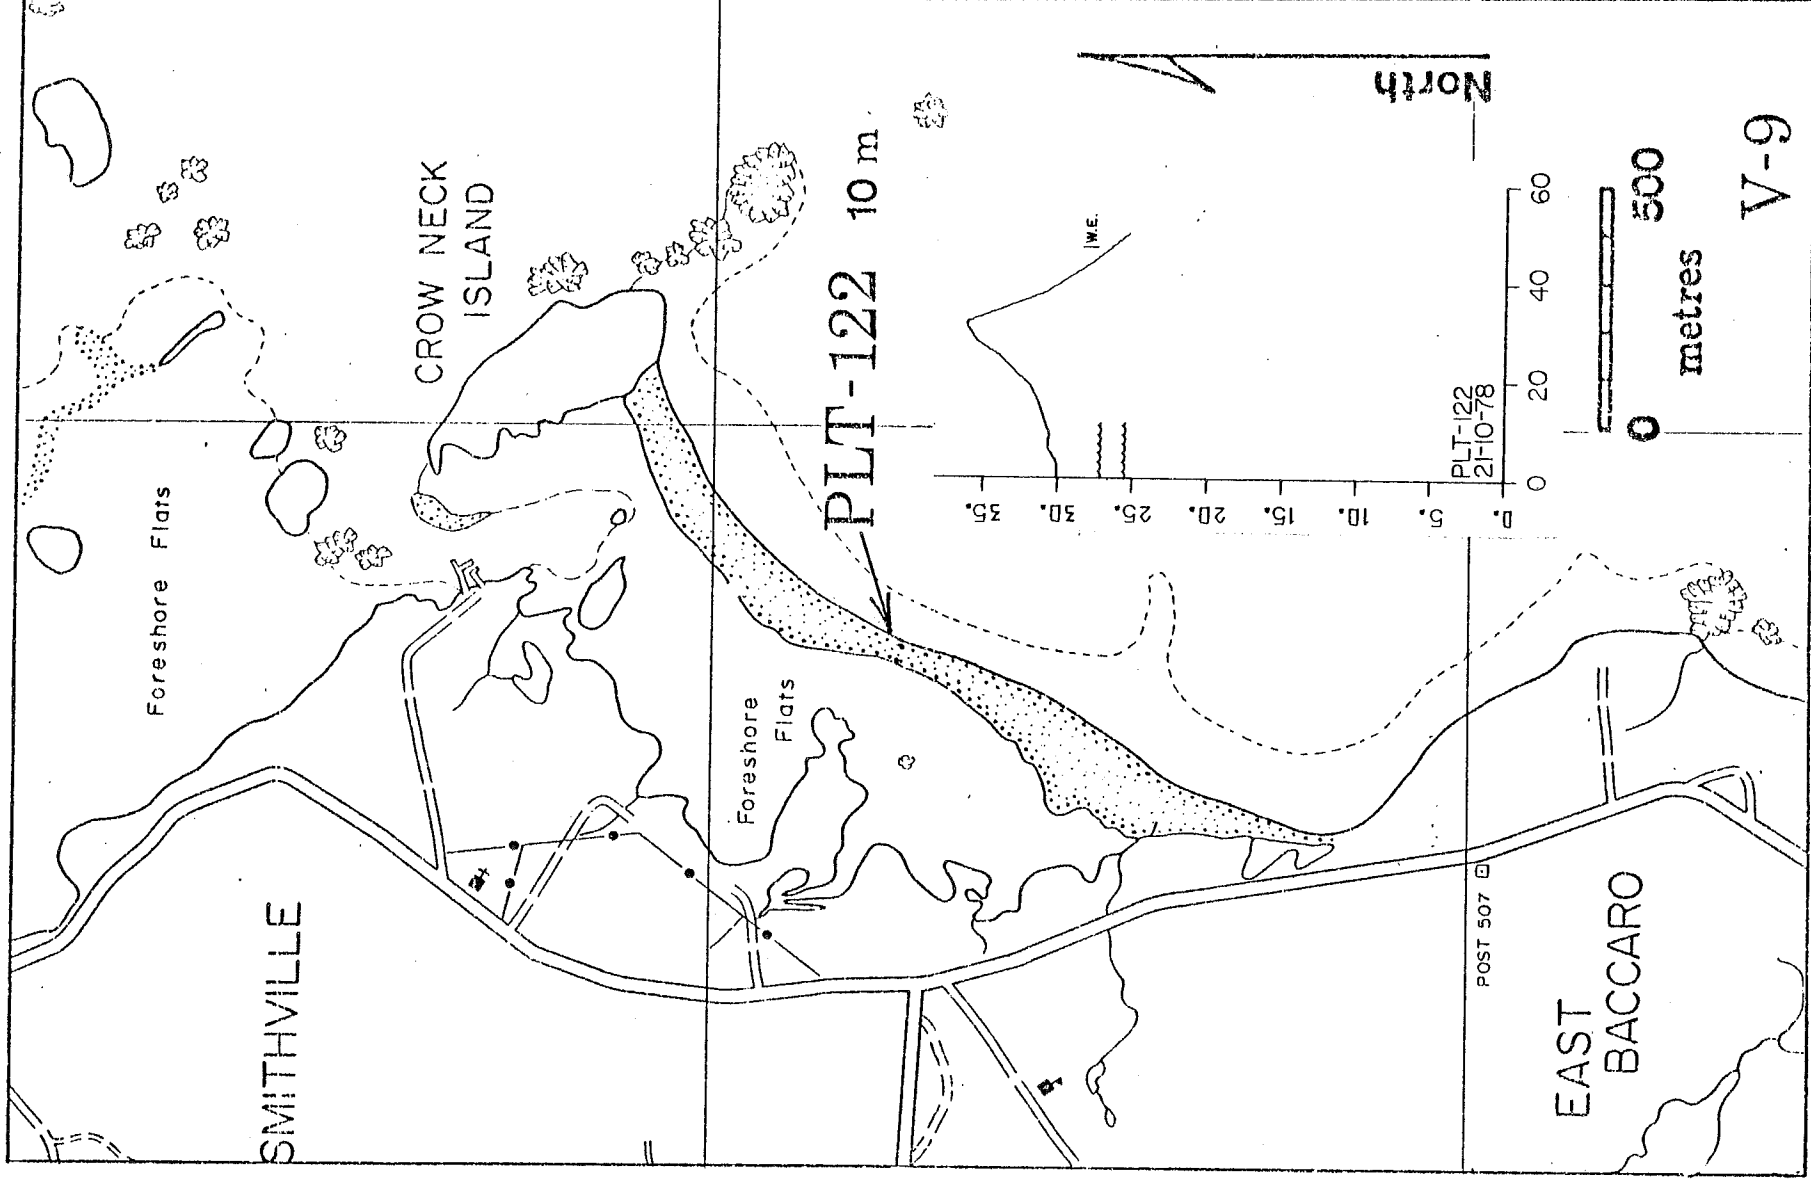 North
CROW NECK
ISLAND
Foreshore Flats
PLT-122 10 m
W.E.
35.
30.
25.
20.
15.
10.
5.
0.
PLT-122
21-10-78
0
20
40
60
0 500
metres
V-9
Foreshore
Flats
SMITHVILLE
POST 507
EAST
BACCARO